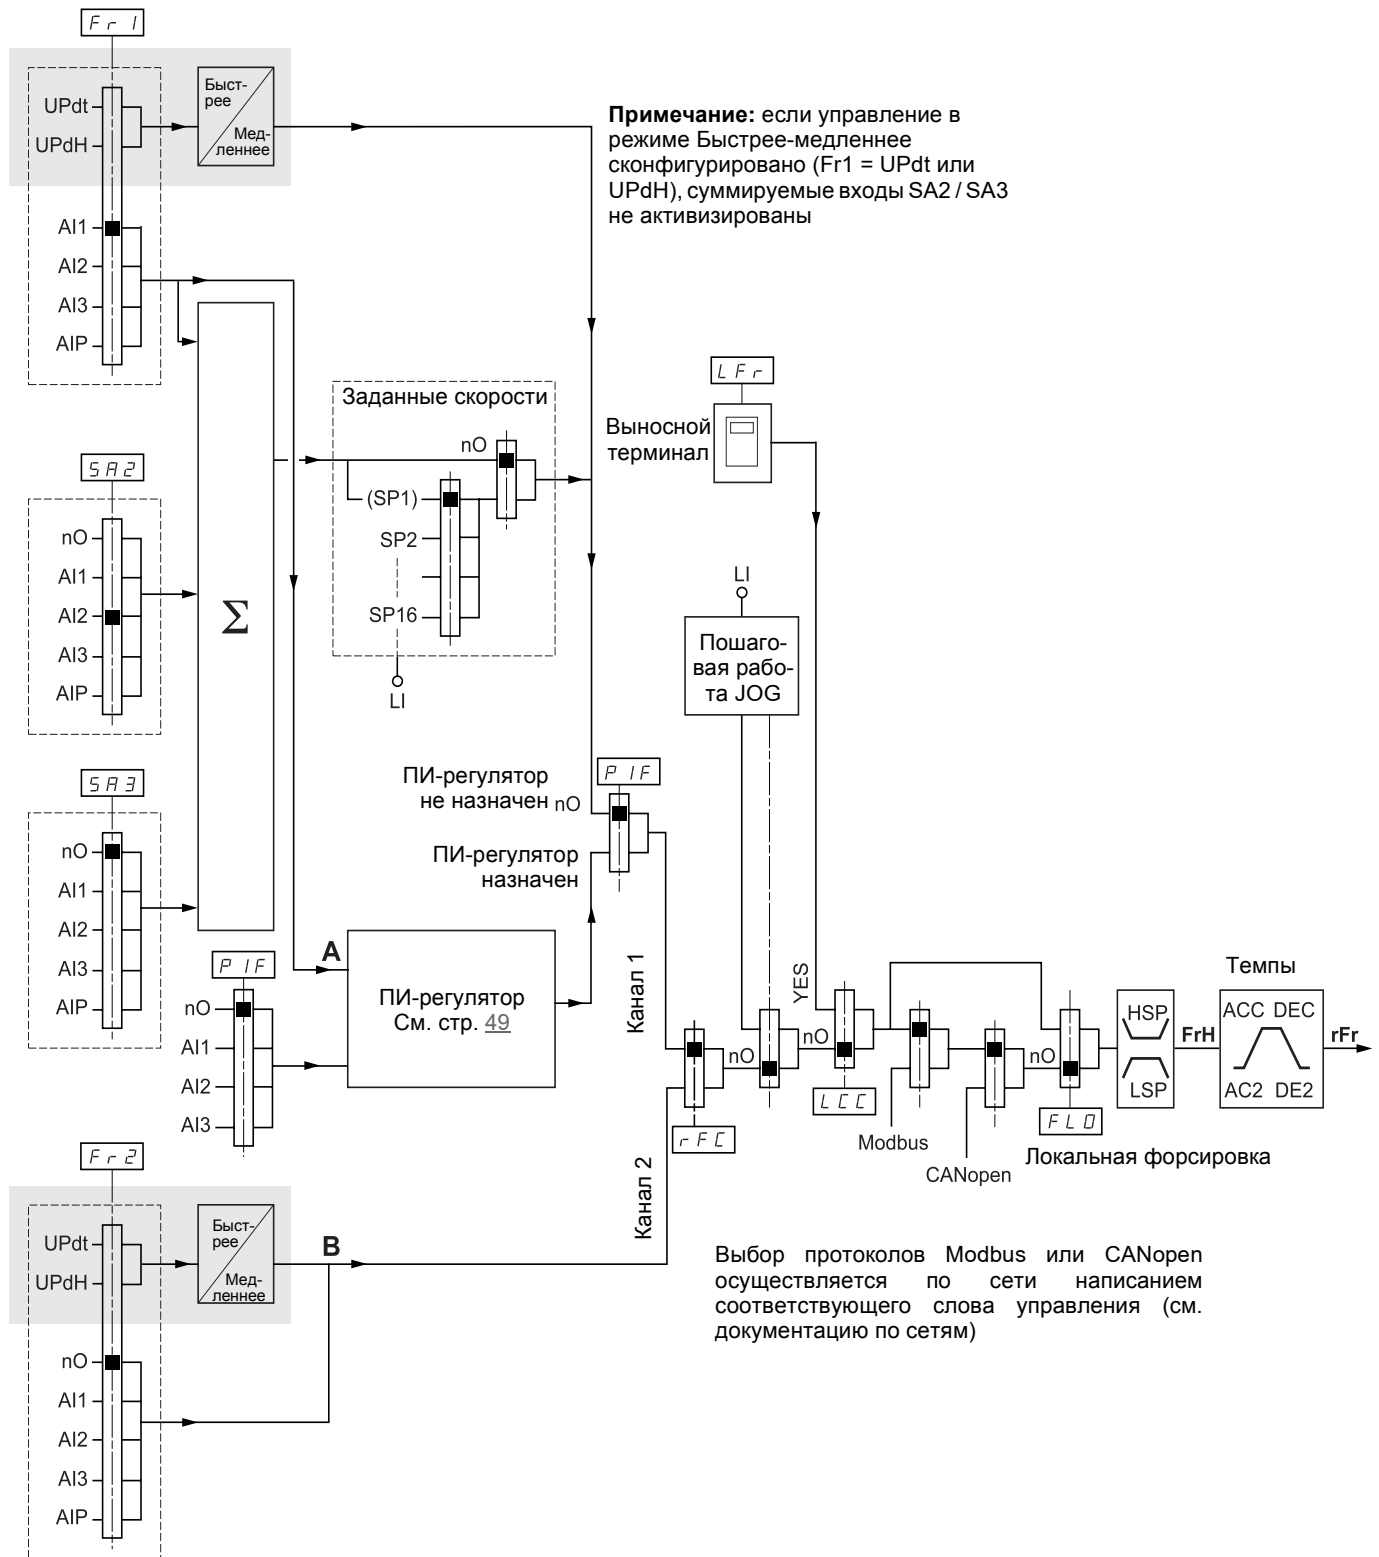 Fr1
UPdt
UPdH
Быст-
рее
Мед-
леннее
AI1
AI2
AI3
AIP
Примечание: если управление в
режиме Быстрее-медленнее
сконфигурировано (Fr1 = UPdt или
UPdH), суммируемые входы SA2 / SA3
не активизированы
SA2
nO
AI1
AI2
AI3
AIP
Σ
Заданные скорости
nO
(SP1)
SP2
SP16
LI
LFr
Выносной
терминал
LI
Пошаго-
вая рабо-
та JOG
SA3
nO
AI1
AI2
AI3
AIP
PIF
nO
AI1
AI2
AI3
A
ПИ-регулятор
См. стр. 49
ПИ-регулятор
не назначен nO
PIF
ПИ-регулятор
назначен
Канал 1
Канал 2
rFC
nO
nO
YES
LCC
Modbus
CANopen
nO
FLO
Локальная форсировка
HSP
LSP
FrH
Темпы
ACC DEC
AC2 DE2
rFr
Fr2
UPdt
UPdH
Быст-
рее
Мед-
леннее
B
nO
AI1
AI2
AI3
AIP
Выбор протоколов Modbus или CANopen
осуществляется по сети написанием
соответствующего слова управления (см.
документацию по сетям)